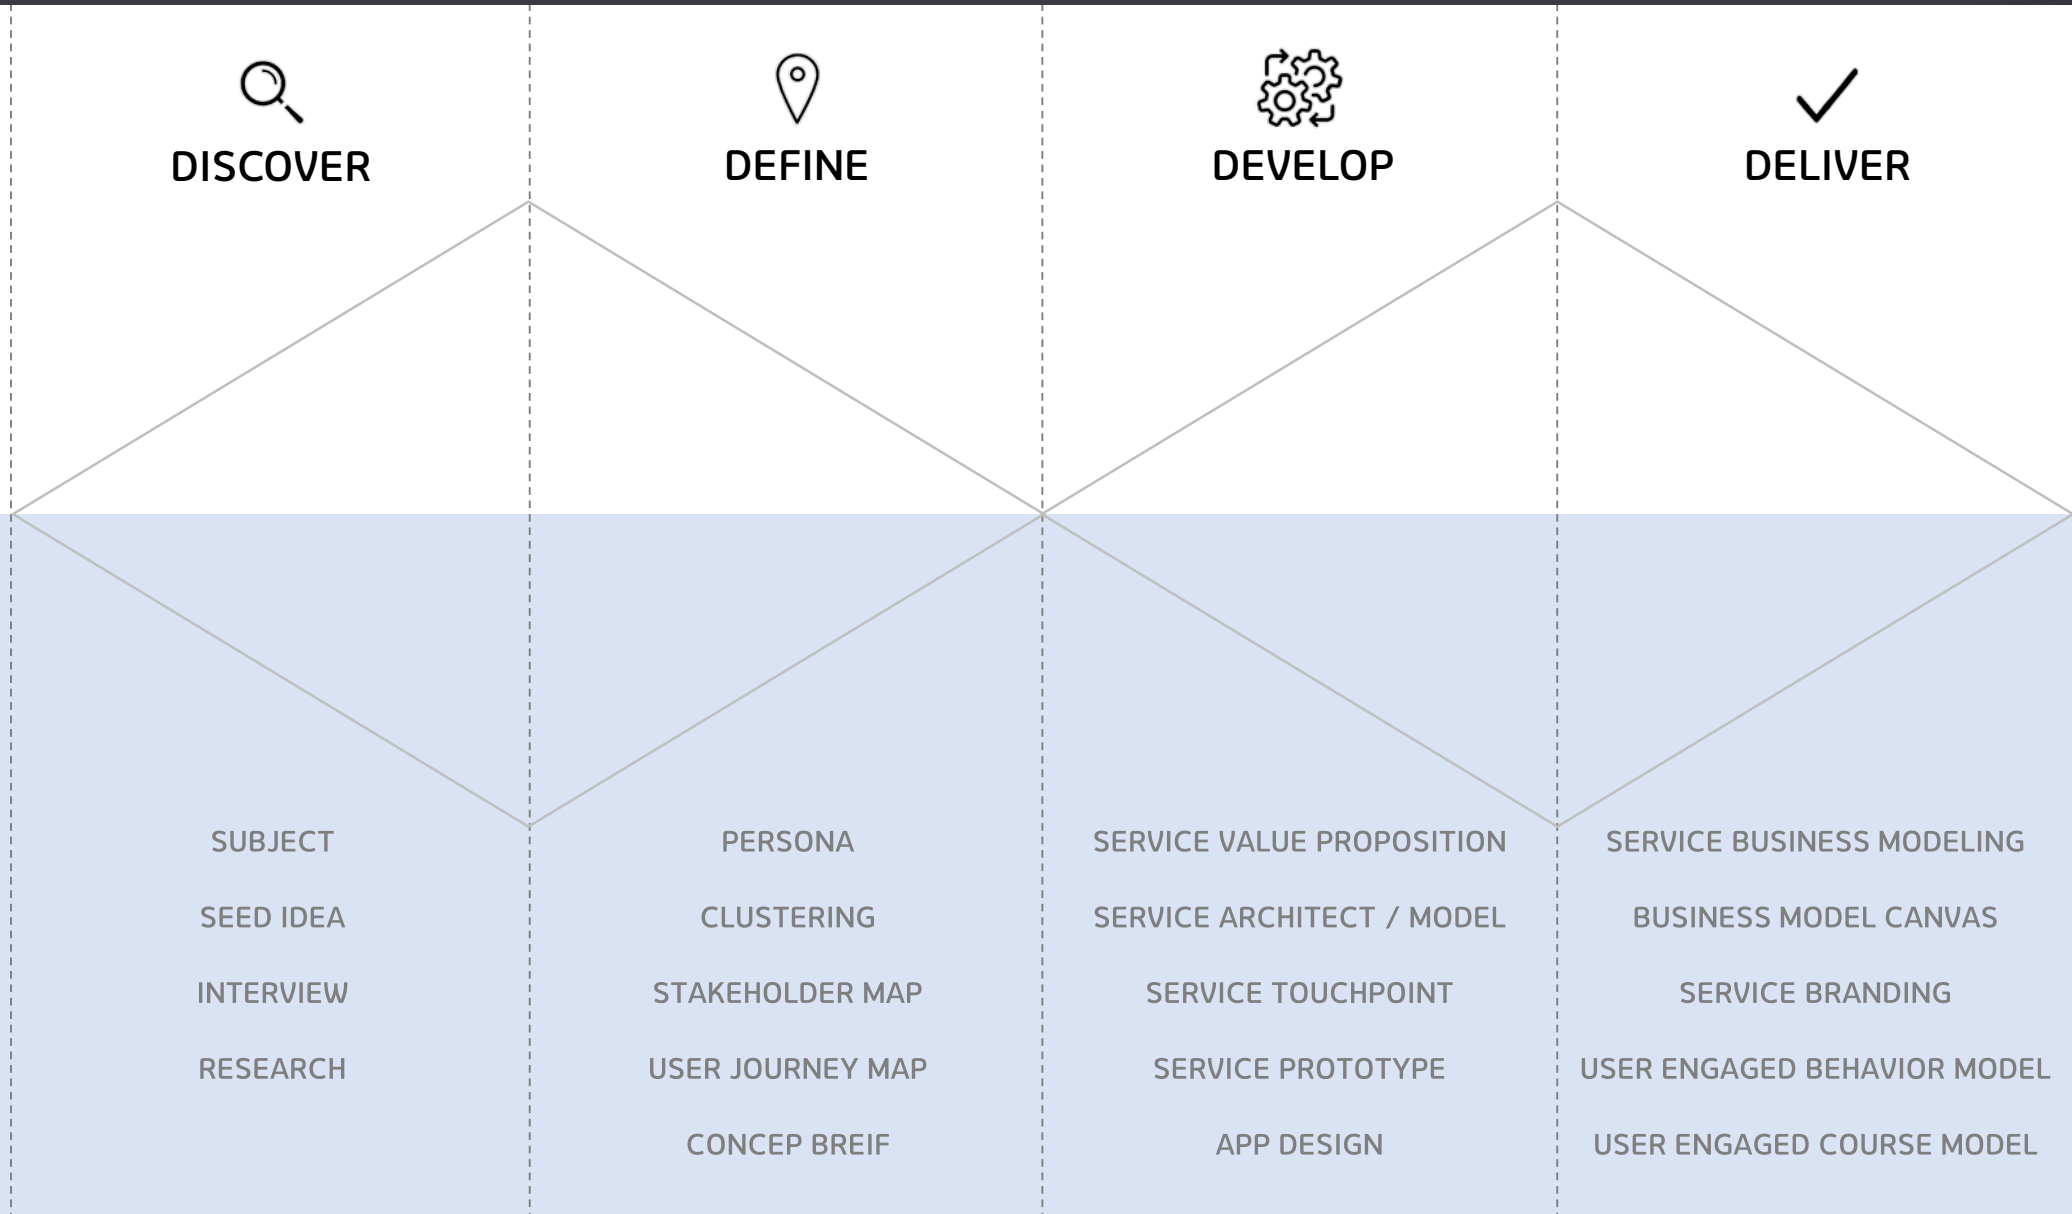 DISCOVER
DEFINE
DEVELOP
DELIVER
SUBJECT
SEED IDEA
INTERVIEW
RESEARCH
PERSONA
CLUSTERING
STAKEHOLDER MAP
USER JOURNEY MAP
CONCEP BREIF
SERVICE VALUE PROPOSITION
SERVICE ARCHITECT / MODEL
SERVICE TOUCHPOINT
SERVICE PROTOTYPE
APP DESIGN
SERVICE BUSINESS MODELING
BUSINESS MODEL CANVAS
SERVICE BRANDING
USER ENGAGED BEHAVIOR MODEL
USER ENGAGED COURSE MODEL